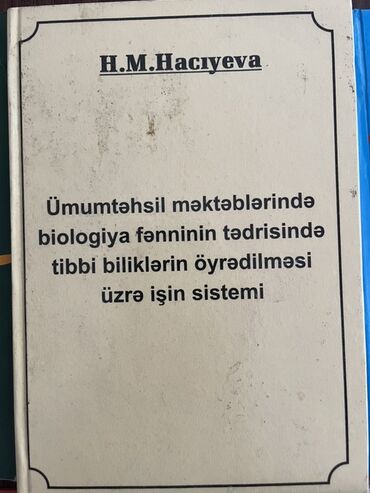 H.M.Hacıyeva
Ümumtəhsil məktəblərində
biologiya fənninin tədrisində
tibbi biliklərin öyrədilməsi
üzrə işin sistemi